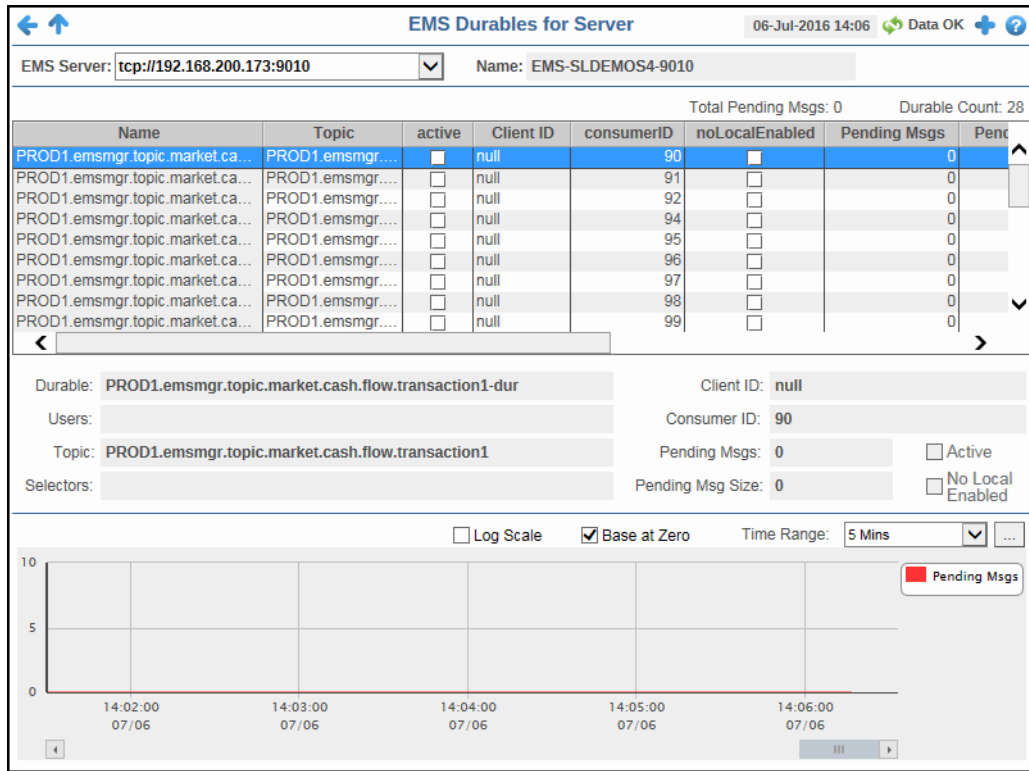 EMS Durables for Server 06-Jul-2016 14:06 Data OK
EMS Server: tcp://192.168.200.173:9010 Name: EMS-SLDEMOS4-9010
Total Pending Msgs: 0 Durable Count: 28
Name Topic active Client ID consumerID noLocalEnabled Pending Msgs Pend
PROD1.emsmgr.topic.market.ca... PROD1.emsmgr.... null 90 0
PROD1.emsmgr.topic.market.ca... PROD1.emsmgr.... null 91 0
PROD1.emsmgr.topic.market.ca... PROD1.emsmgr.... null 92 0
PROD1.emsmgr.topic.market.ca... PROD1.emsmgr.... null 94 0
PROD1.emsmgr.topic.market.ca... PROD1.emsmgr.... null 95 0
PROD1.emsmgr.topic.market.ca... PROD1.emsmgr.... null 96 0
PROD1.emsmgr.topic.market.ca... PROD1.emsmgr.... null 97 0
PROD1.emsmgr.topic.market.ca... PROD1.emsmgr.... null 98 0
PROD1.emsmgr.topic.market.ca... PROD1.emsmgr.... null 99 0
Durable: PROD1.emsmgr.topic.market.cash.flow.transaction1-dur Client ID: null
Users: Consumer ID: 90
Topic: PROD1.emsmgr.topic.market.cash.flow.transaction1 Pending Msgs: 0 Active
Selectors: Pending Msg Size: 0 No Local
Enabled
Log Scale Base at Zero Time Range: 5 Mins ...
10
Pending Msgs
5
0
14:02:00 14:03:00 14:04:00 14:05:00 14:06:00
07/06 07/06 07/06 07/06 07/06